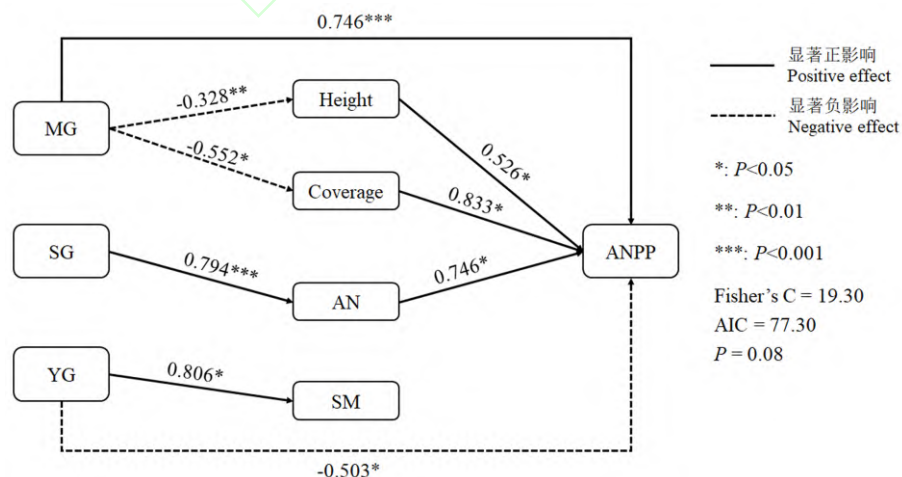 0.746***
MG
-0.328**
-0.552*
Height
Coverage
0.526*
0.833*
SG
0.794***
AN
0.746*
ANPP
YG
0.806*
SM
-0.503*
显著正影响
Positive effect
显著负影响
Negative effect
*: P<0.05
**: P<0.01
***: P<0.001
Fisher's C = 19.30
AIC = 77.30
P = 0.08